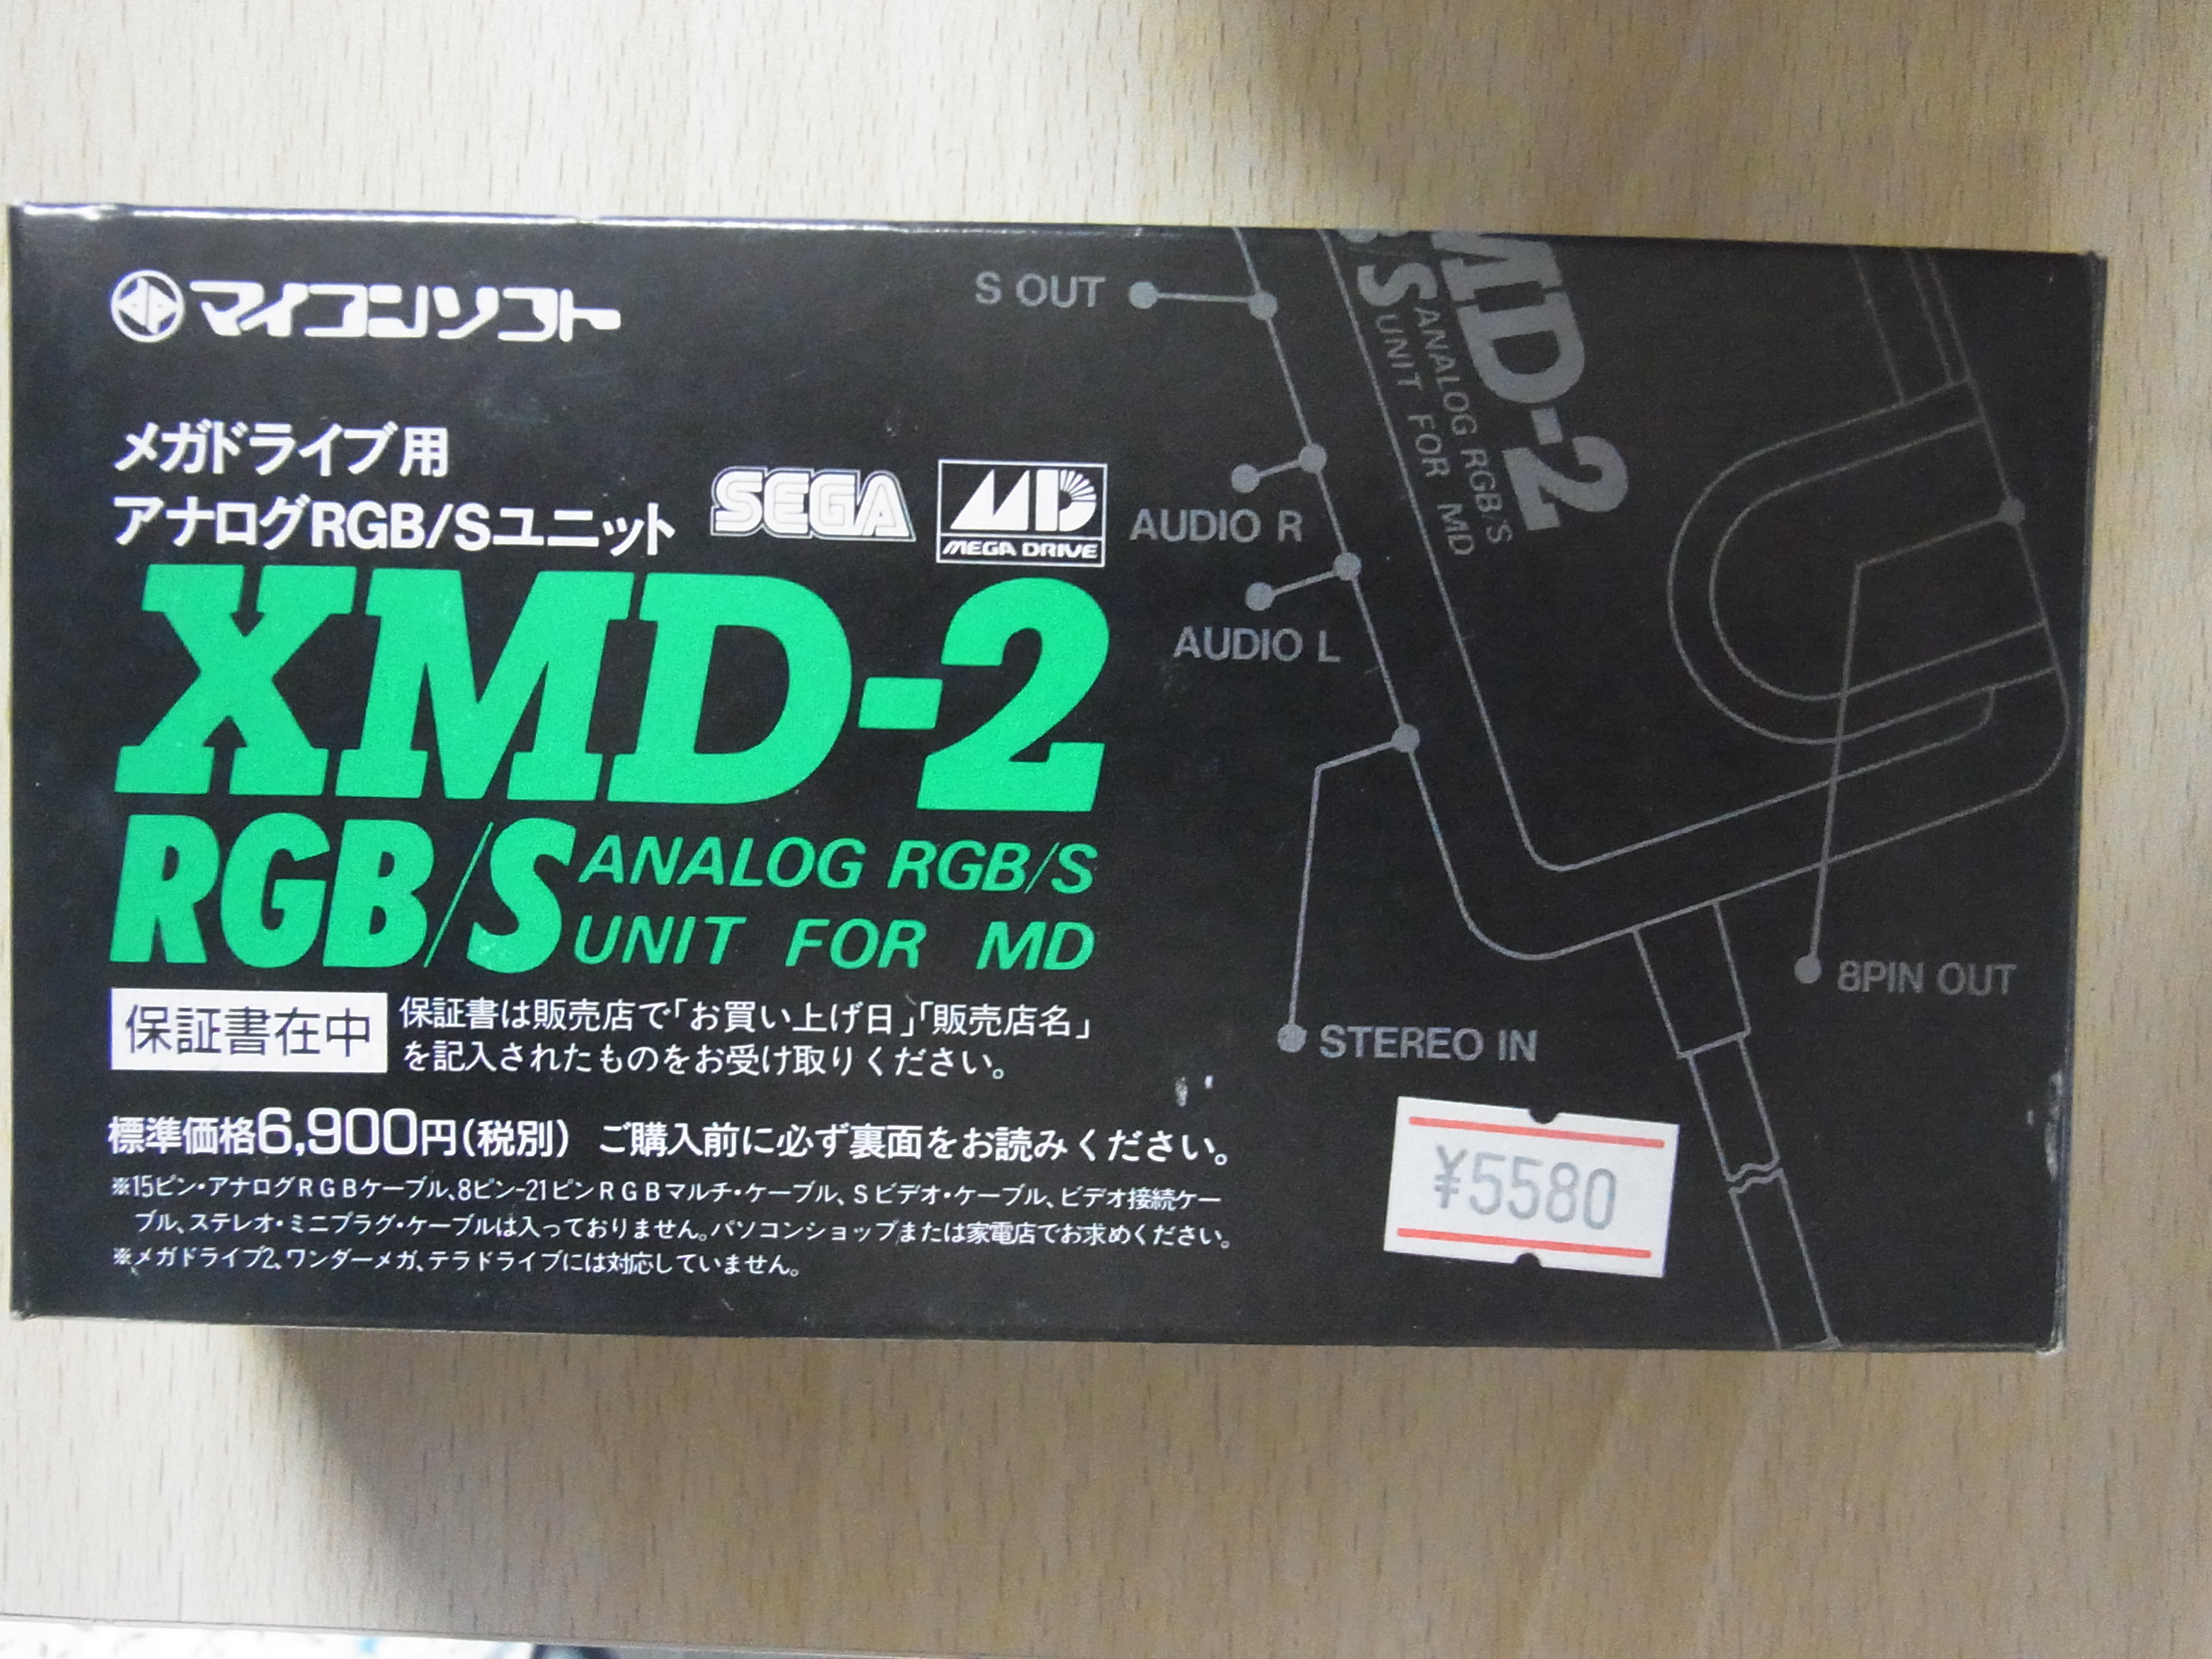 マイコンソフト
メガドライブ用
アナログRGB/Sユニット
SEGA
MD
MEGA DRIVE
XMD-2
RGB/S
ANALOG RGB/S
UNIT FOR MD
保証書在中
保証書は販売店で「お買い上げ日」「販売店名」
を記入されたものをお受け取りください。
標準価格6,900円(税別) ご購入前に必ず裏面をお読みください。
※15ピン・アナログRGBケーブル、8ピン-21ピンRGBマルチ・ケーブル、Sビデオ・ケーブル、ビデオ接続ケー
ブル、ステレオ・ミニプラグ・ケーブルは入っておりません。パソコンショップまたは家電店でお求めください。
※メガドライブ2、ワンダーメガ、テラドライブには対応していません。
S OUT
AUDIO R
AUDIO L
STEREO IN
8PIN OUT
MD-2
S ANALOG RGB/S
UNIT FOR MD
¥5580